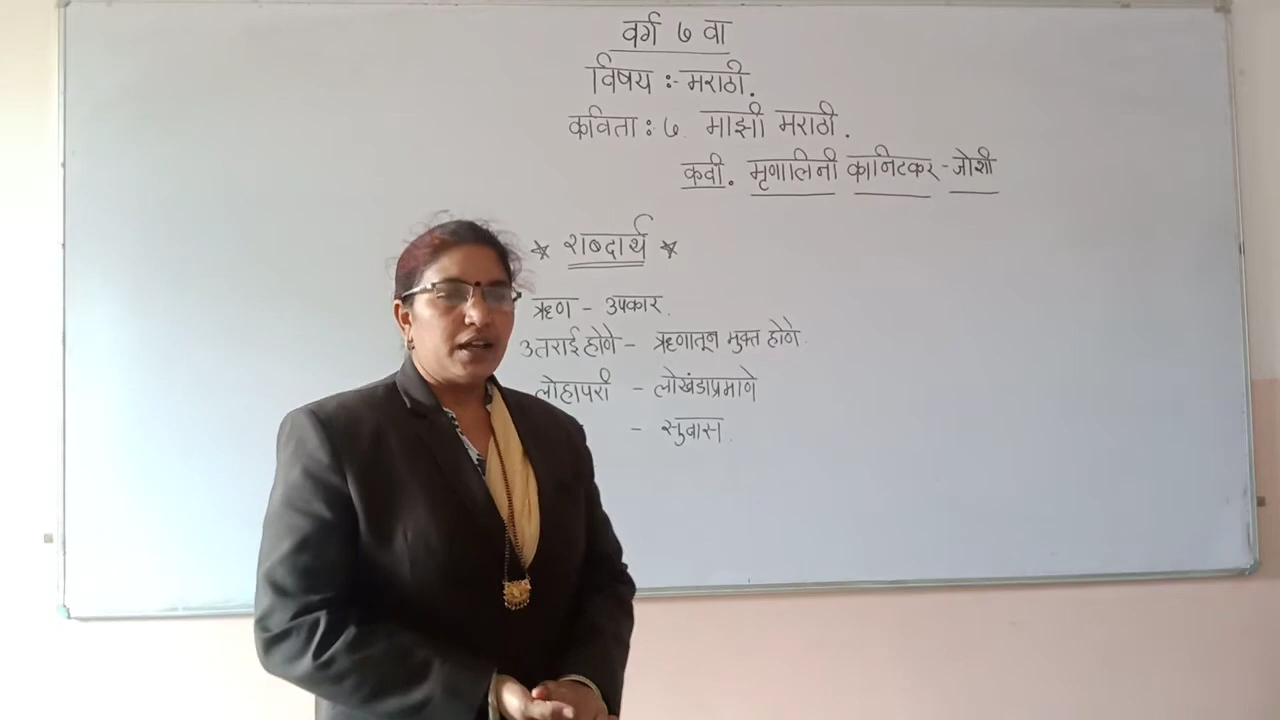 वर्ग ७ वा
विषय :- मराठी.
कविता : ७. माझी मराठी.
कवी. मृणालिनी कानिटकर - जोशी
* शब्दार्थ *
ऋण - उपकार.
उतराई होणे - ऋणातून मुक्त होणे.
लोहापरी - लोखंडाप्रमाणे
- सुवास.